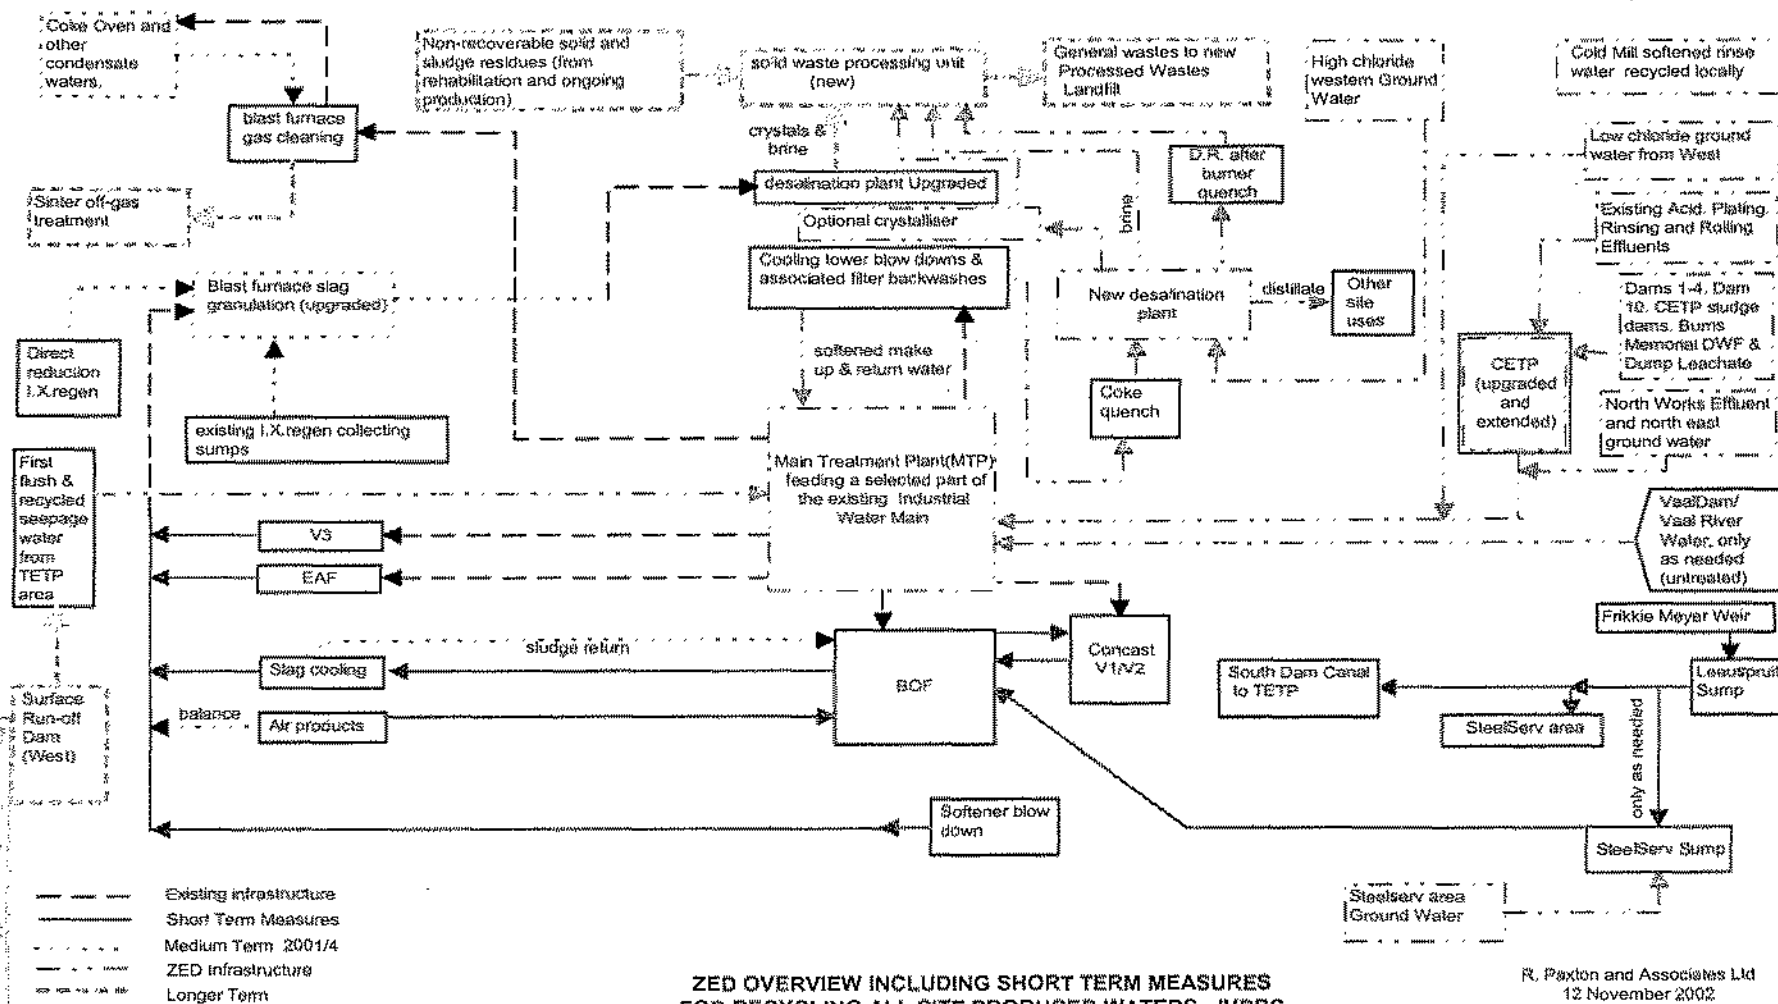 Coke Oven and
other
condensate
waters.
Non-recoverable solid and
sludge residues (from
rehabilitation and ongoing
production)
solid waste processing unit
(new)
General wastes to new
Processed Wastes
Landfill
High chloride
western Ground
Water
Cold Mill softened rinse
water recycled locally
blast furnace
gas cleaning
crystals &
brine
D.R. after
burner
quench
Low chloride ground
water from West
Sinter off-gas
treatment
desalination plant Upgraded
Optional crystalliser
brine
Existing Acid, Plating,
Rinsing and Rolling
Effluents
Cooling tower blow downs &
associated filter backwashes
Blast furnace slag
granulation (upgraded)
New desalination
plant
distillate
Other
site
uses
Dams 1-4, Dam
10, CETP sludge
dams, Burns
Memorial DWF &
Dump Leachate
Direct
reduction
I.X.regen
softened make
up & return water
CETP
(upgraded
and
extended)
Coke
quench
North Works Effluent
and north east
ground water
existing I.X.regen collecting
sumps
First
flush &
recycled
seepage
water
from
TETP
area
Main Treatment Plant(MTP)
feeding a selected part of
the existing Industrial
Water Main
VaalDam/
Vaal River
Water, only
as needed
(untreated)
V3
EAF
Frikkie Meyer Weir
sludge return
Slag cooling
BOF
Concast
V1/V2
South Dam Canal
to TETP
Leeuspruit
Sump
Surface
Run-off
Dam
(West)
balance
Air products
SteelServ area
only as needed
Softener blow
down
SteelServ Sump
Steelserv area
Ground Water
Existing infrastructure
Short Term Measures
Medium Term 2001/4
ZED Infrastructure
Longer Term
ZED OVERVIEW INCLUDING SHORT TERM MEASURES
FOR RECYCLING ALL SITE PRODUCED WATERS
R. Paxton and Associates Ltd
12 November 2002